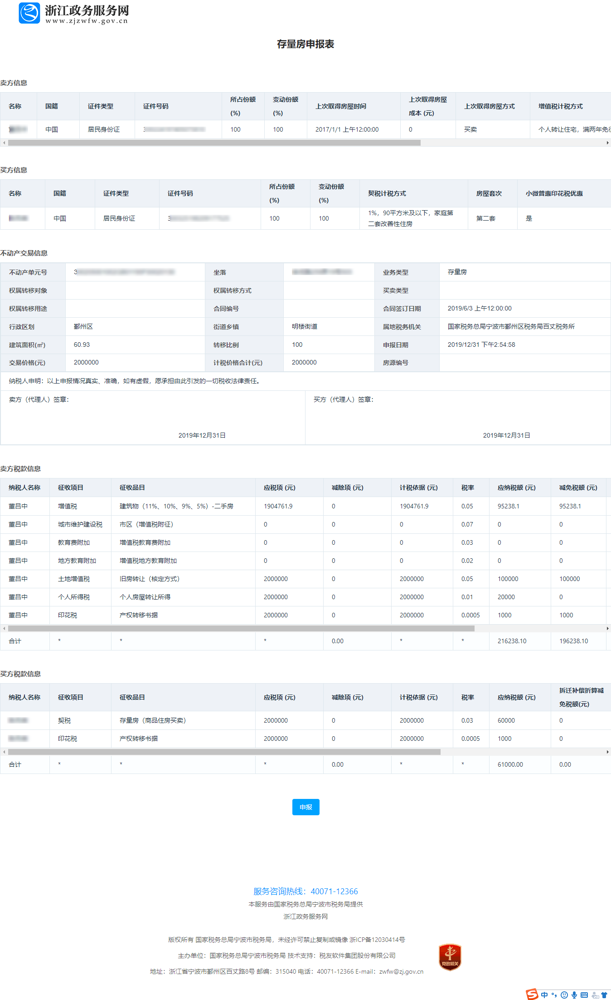 浙江政务服务网
www.zjzwfw.gov.cn
存量房申报表
卖方信息
名称 国籍 证件类型 证件号码 所占份额(%) 变动份额(%) 上次取得房屋时间 上次取得房屋成本 (元) 上次取得房屋方式 增值税计税方式
中国 居民身份证 3 100 100 2017/1/1 上午12:00:00 0 买卖 个人转让住宅，满两年免征
买方信息
名称 国籍 证件类型 证件号码 所占份额(%) 变动份额(%) 契税计税方式 房屋套次 小微普惠印花税优惠
中国 居民身份证 3 100 100 1%，90平方米及以下，家庭第二套改善性住房 第二套 是
不动产交易信息
不动产单元号 3 坐落 业务类型 存量房
权属转移对象 权属转移方式 买卖类型
权属转移用途 合同编号 合同签订日期 2019/6/3 上午12:00:00
行政区划 鄞州区 街道乡镇 明楼街道 属地税务机关 国家税务总局宁波市鄞州区税务局百丈税务所
建筑面积(㎡) 60.93 转移比例 100 申报日期 2019/12/31 下午2:54:58
交易价格(元) 2000000 计税价格合计(元) 2000000 房源编号
纳税人申明：以上申报情况真实、准确，如有虚假，愿承担由此引发的一切税收法律责任。
卖方（代理人）签章： 买方（代理人）签章：
2019年12月31日 2019年12月31日
卖方税款信息
纳税人名称 征收项目 征收品目 应税项 (元) 减除项 (元) 计税依据 (元) 税率 应纳税额 (元) 减免税额 (元)
董吕中 增值税 建筑物（11%、10%、9%、5%）-二手房 1904761.9 0 1904761.9 0.05 95238.1 95238.1
董吕中 城市维护建设税 市区（增值税附征） 0 0 0 0.07 0 0
董吕中 教育费附加 增值税教育费附加 0 0 0 0.03 0 0
董吕中 地方教育附加 增值税地方教育附加 0 0 0 0.02 0 0
董吕中 土地增值税 旧房转让（核定方式） 2000000 0 2000000 0.05 100000 100000
董吕中 个人所得税 个人房屋转让所得 2000000 0 2000000 0.01 20000 0
董吕中 印花税 产权转移书据 2000000 0 2000000 0.0005 1000 1000
合计 * * * 0.00 * * 216238.10 196238.10
买方税款信息
纳税人名称 征收项目 征收品目 应税项 (元) 减除项 (元) 计税依据 (元) 税率 应纳税额 (元) 拆迁补偿折算减免税额(元)
契税 存量房（商品住房买卖） 2000000 0 2000000 0.03 60000 0
印花税 产权转移书据 2000000 0 2000000 0.0005 1000 0
合计 * * * 0.00 * * 61000.00 0.00
申报
服务咨询热线：40071-12366
本服务由国家税务总局宁波市税务局提供
浙江政务服务网
版权所有 国家税务总局宁波市税务局，未经许可禁止复制或镜像 浙ICP备12030414号
主办单位：国家税务总局宁波市税务局 技术支持：税友软件集团股份有限公司
地址：浙江省宁波市鄞州区百丈路8号 邮编：315040 电话：40071-12366 E-mail：zwfw@zj.gov.cn
党政机关
中